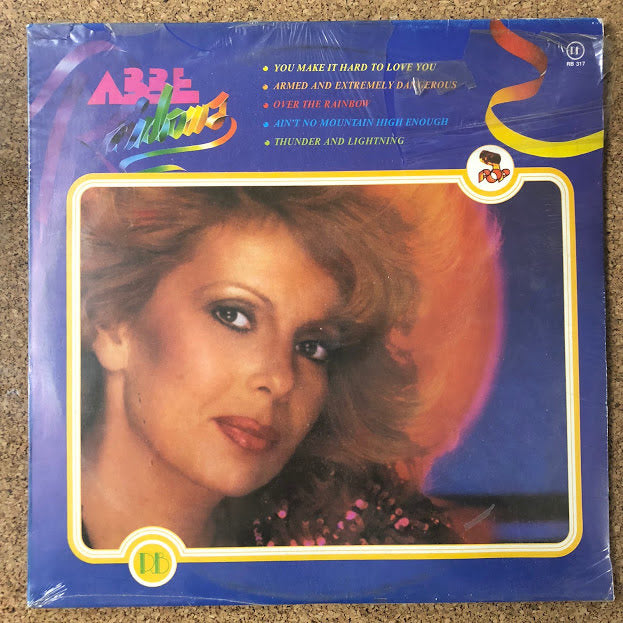 ABBE
Rainbows
YOU MAKE IT HARD TO LOVE YOU
ARMED AND EXTREMELY DANGEROUS
OVER THE RAINBOW
AIN'T NO MOUNTAIN HIGH ENOUGH
THUNDER AND LIGHTNING
RB 317
POP
RB